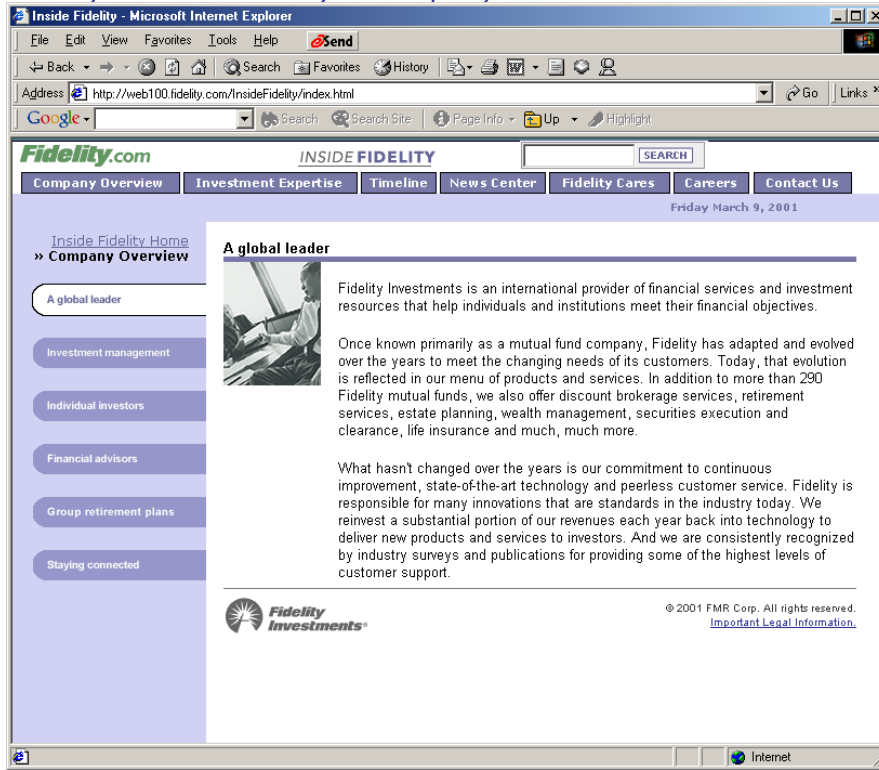 Inside Fidelity - Microsoft Internet Explorer
File Edit View Favorites Tools Help eSend
Back Search Favorites History
Address http://web100.fidelity.com/InsideFidelity/index.html Go Links »
Google Search Search Site Page Info Up Highlight
Fidelity.com INSIDE FIDELITY SEARCH
Company Overview Investment Expertise Timeline News Center Fidelity Cares Careers Contact Us
Friday March 9, 2001
Inside Fidelity Home
» Company Overview
A global leader
Investment management
Individual investors
Financial advisors
Group retirement plans
Staying connected
A global leader
Fidelity Investments is an international provider of financial services and investment
resources that help individuals and institutions meet their financial objectives.
Once known primarily as a mutual fund company, Fidelity has adapted and evolved
over the years to meet the changing needs of its customers. Today, that evolution
is reflected in our menu of products and services. In addition to more than 290
Fidelity mutual funds, we also offer discount brokerage services, retirement
services, estate planning, wealth management, securities execution and
clearance, life insurance and much, much more.
What hasn't changed over the years is our commitment to continuous
improvement, state-of-the-art technology and peerless customer service. Fidelity is
responsible for many innovations that are standards in the industry today. We
reinvest a substantial portion of our revenues each year back into technology to
deliver new products and services to investors. And we are consistently recognized
by industry surveys and publications for providing some of the highest levels of
customer support.
Fidelity
Investments®
© 2001 FMR Corp. All rights reserved.
Important Legal Information.
Internet